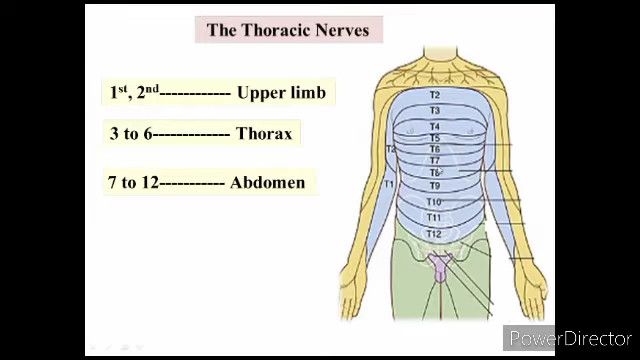 The Thoracic Nerves
1st, 2nd------------ Upper limb
3 to 6------------- Thorax
7 to 12----------- Abdomen
T2
T3
T4
T5
T6
T7
T8
T9
T10
T11
T12
T2
T1
PowerDirector